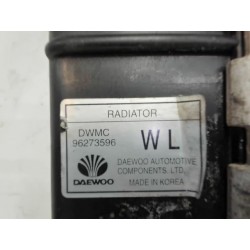 RADIATOR
DWMC
96273596
WL
DAEWOO
DAEWOO AUTOMOTIVE
COMPONENTS. LTD.
MADE IN KOREA